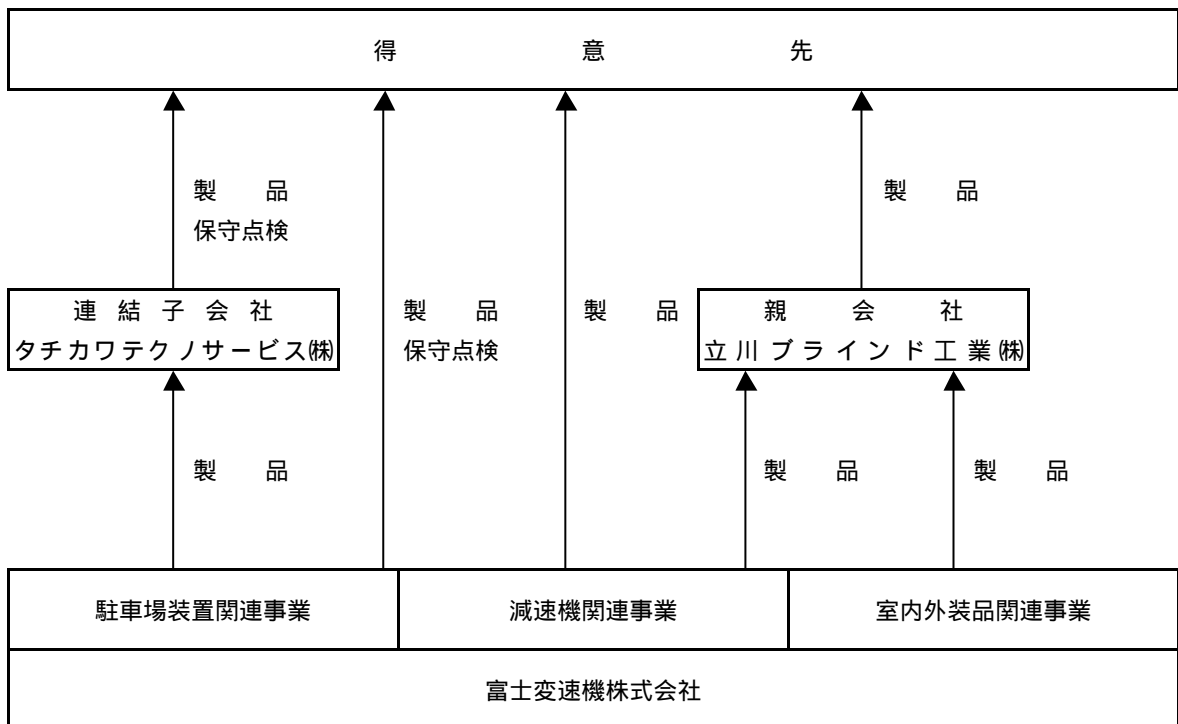 得意先
製品
保守点検
製品
連結子会社
タチカワテクノサービス㈱
製品
保守点検
製品
親会社
立川ブラインド工業㈱
製品
製品
製品
駐車場装置関連事業
減速機関連事業
室内外装品関連事業
富士変速機株式会社